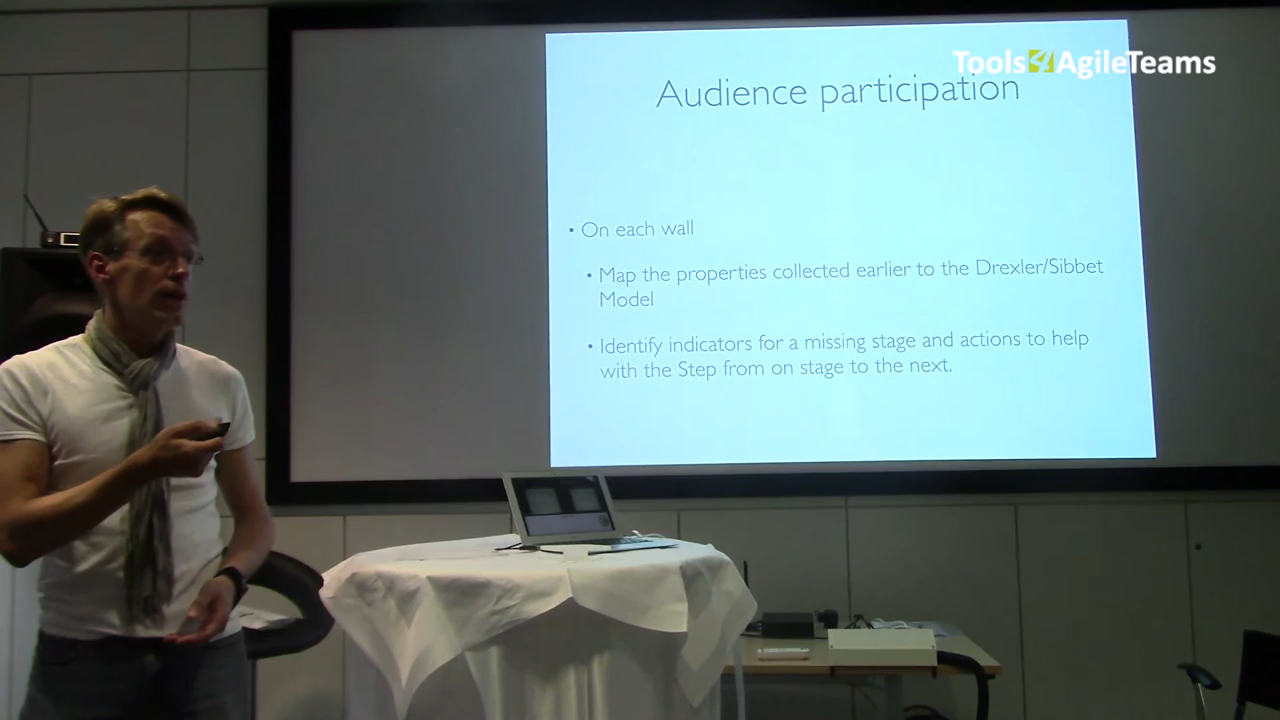 Tools4AgileTeams
Audience participation
• On each wall
• Map the properties collected earlier to the Drexler/Sibbet
Model
• Identify indicators for a missing stage and actions to help
with the Step from on stage to the next.